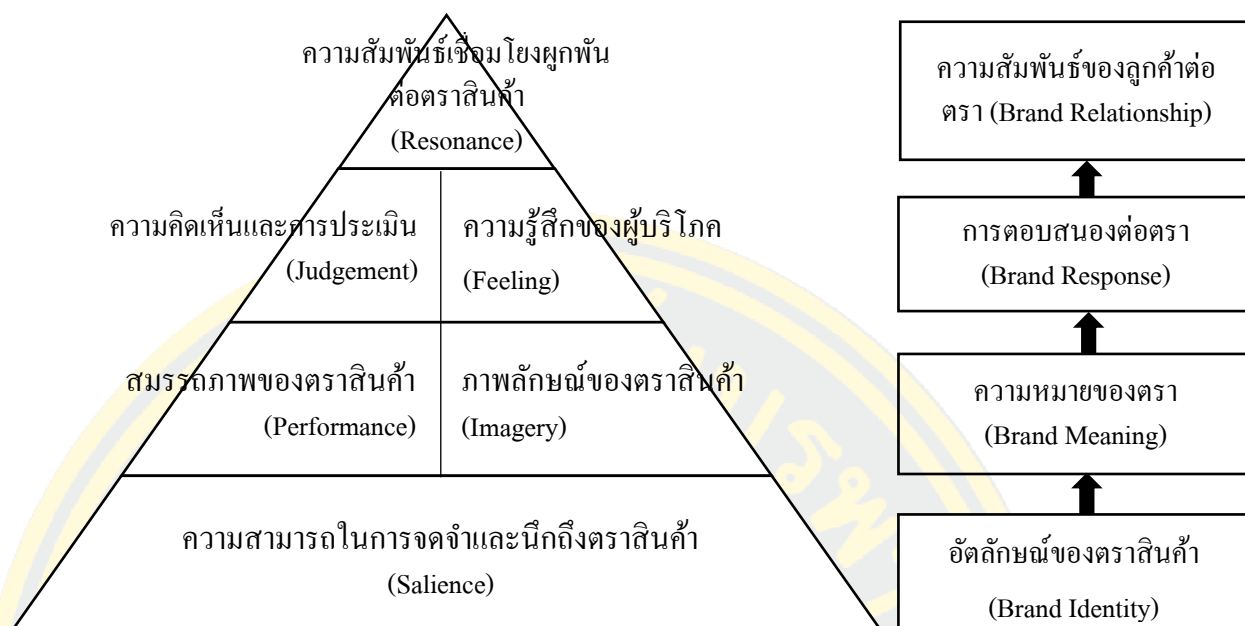 ความสัมพันธ์เชื่อมโยงผูกพัน
ต่อตราสินค้า
(Resonance)
ความคิดเห็นและการประเมิน
(Judgement)
ความรู้สึกของผู้บริโภค
(Feeling)
สมรรถภาพของตราสินค้า
(Performance)
ภาพลักษณ์ของตราสินค้า
(Imagery)
ความสามารถในการจดจำและนึกถึงตราสินค้า
(Salience)
ความสัมพันธ์ของลูกค้าต่อ
ตรา (Brand Relationship)
การตอบสนองต่อตรา
(Brand Response)
ความหมายของตรา
(Brand Meaning)
อัตลักษณ์ของตราสินค้า
(Brand Identity)